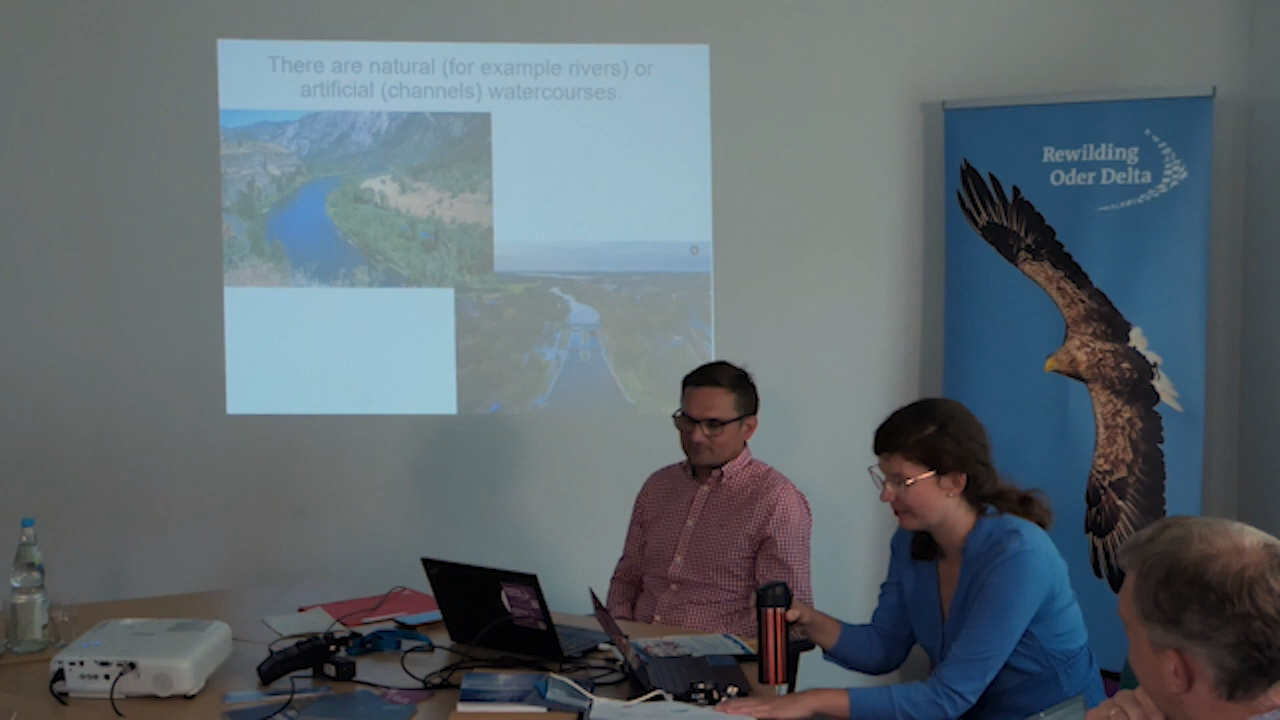 There are natural (for example rivers) or
artificial (channels) watercourses.
Rewilding
Oder Delta